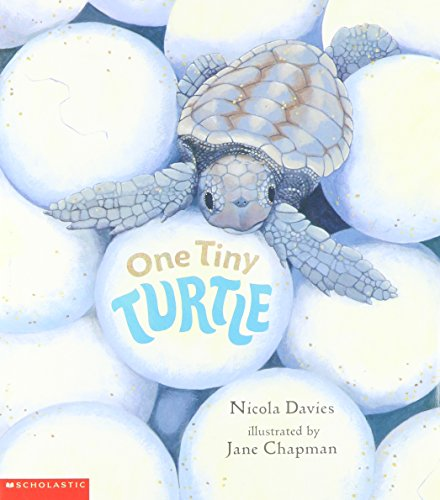 One Tiny
TURTLE
Nicola Davies
illustrated by
Jane Chapman
SCHOLASTIC